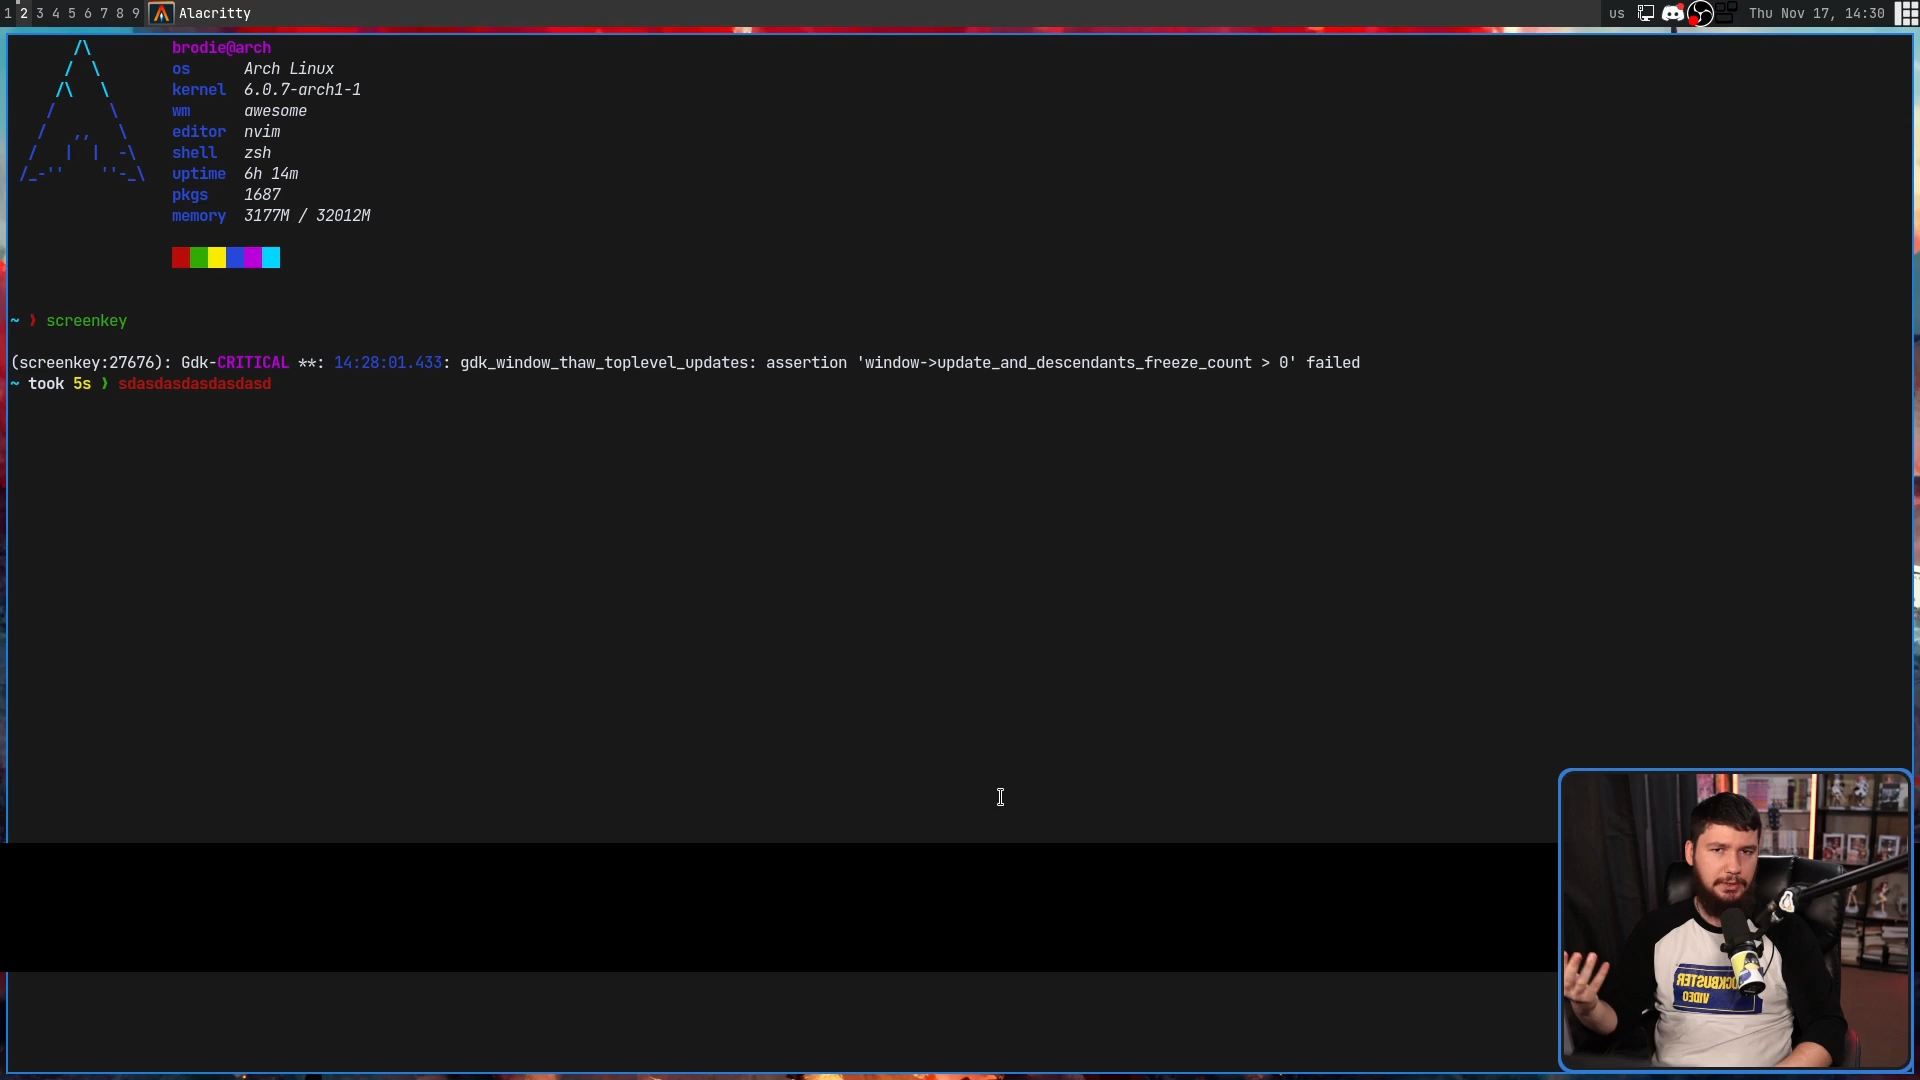 1 2 3 4 5 6 7 8 9 Alacritty us Thu Nov 17, 14:30
brodie@arch
os Arch Linux
kernel 6.0.7-arch1-1
wm awesome
editor nvim
shell zsh
uptime 6h 14m
pkgs 1687
memory 3177M / 32012M
~ ❯ screenkey
(screenkey:27676): Gdk-CRITICAL **: 14:28:01.433: gdk_window_thaw_toplevel_updates: assertion 'window->update_and_descendants_freeze_count > 0' failed
~ took 5s ❯ sdasdasdasdasdasd
OCKBUSTER
VIDEO